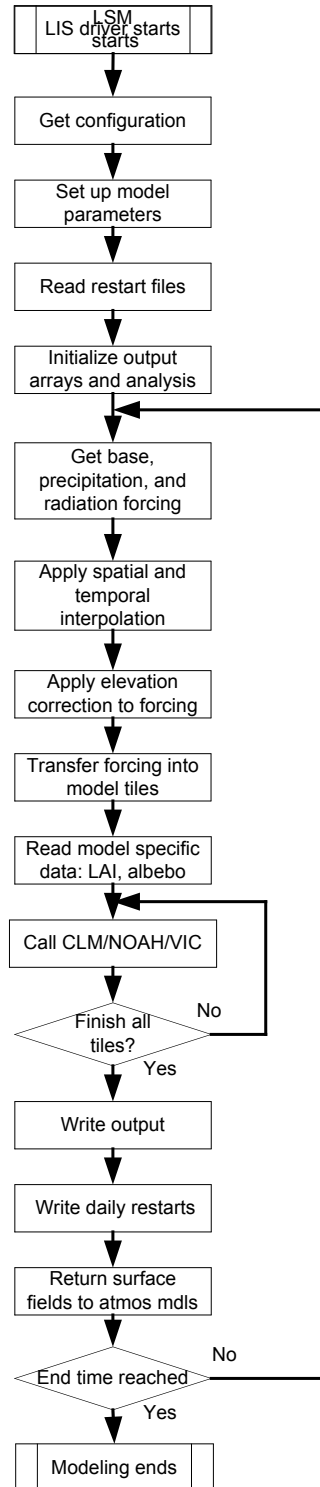 LSM
LIS driver starts
starts
Get configuration
Set up model
parameters
Read restart files
Initialize output
arrays and analysis
Get base,
precipitation, and
radiation forcing
Apply spatial and
temporal
interpolation
Apply elevation
correction to forcing
Transfer forcing into
model tiles
Read model specific
data: LAI, albebo
Call CLM/NOAH/VIC
Finish all
tiles?
No
Yes
Write output
Write daily restarts
Return surface
fields to atmos mdls
End time reached
No
Yes
Modeling ends